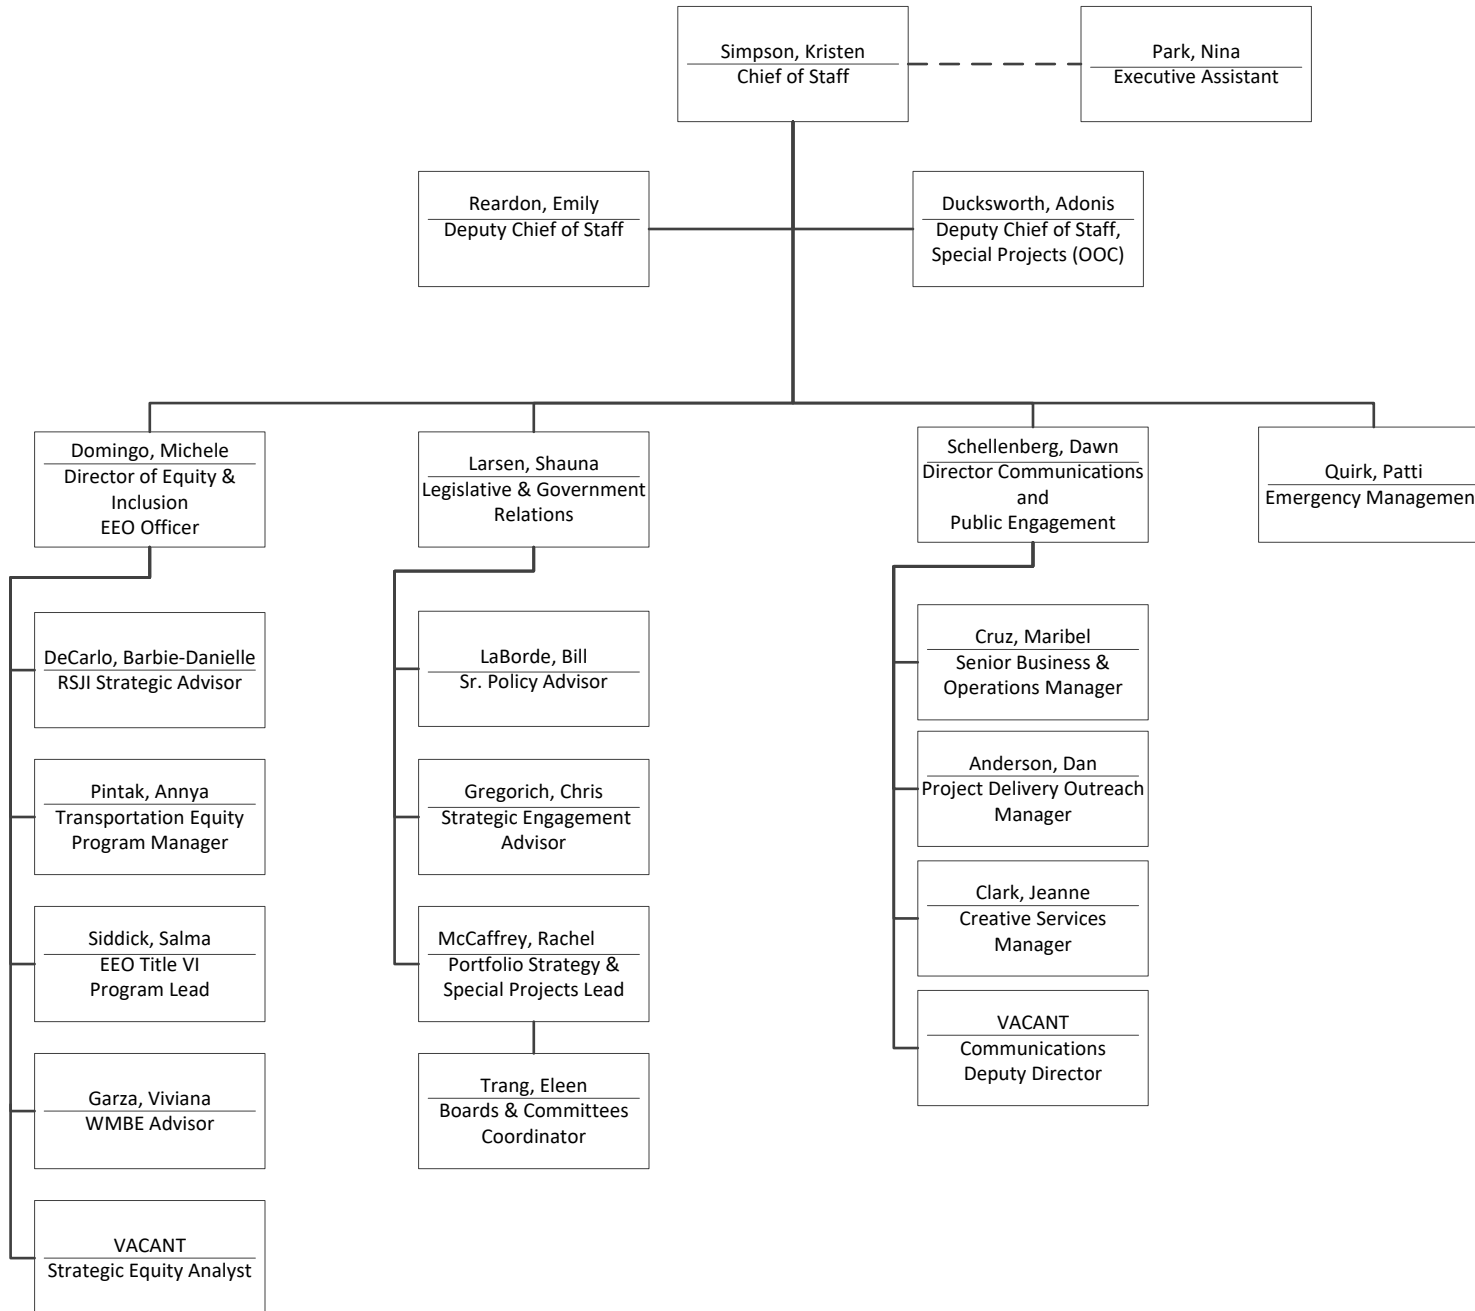 Simpson, Kristen
Chief of Staff
Park, Nina
Executive Assistant
Reardon, Emily
Deputy Chief of Staff
Ducksworth, Adonis
Deputy Chief of Staff,
Special Projects (OOC)
Domingo, Michele
Director of Equity &
Inclusion
EEO Officer
Larsen, Shauna
Legislative & Government
Relations
Schellenberg, Dawn
Director Communications
and
Public Engagement
Quirk, Patti
Emergency Management
DeCarlo, Barbie-Danielle
RSJI Strategic Advisor
Pintak, Annya
Transportation Equity
Program Manager
Siddick, Salma
EEO Title VI
Program Lead
Garza, Viviana
WMBE Advisor
VACANT
Strategic Equity Analyst
LaBorde, Bill
Sr. Policy Advisor
Gregorich, Chris
Strategic Engagement
Advisor
McCaffrey, Rachel
Portfolio Strategy &
Special Projects Lead
Trang, Eleen
Boards & Committees
Coordinator
Cruz, Maribel
Senior Business &
Operations Manager
Anderson, Dan
Project Delivery Outreach
Manager
Clark, Jeanne
Creative Services
Manager
VACANT
Communications
Deputy Director